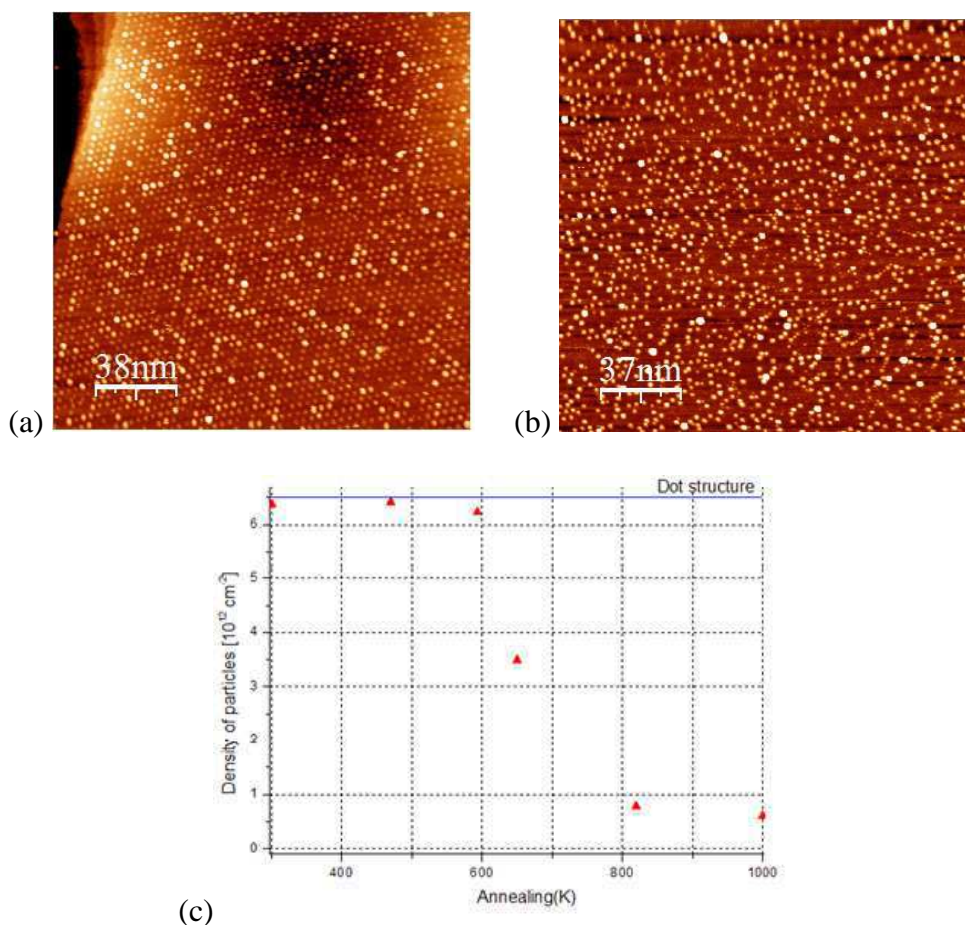 38nm
37nm
(a)
(b)
Dot structure
Density of particles [10¹² cm⁻²]
6
5
4
3
2
1
0
400 600 800 1000
Annealing(K)
(c)